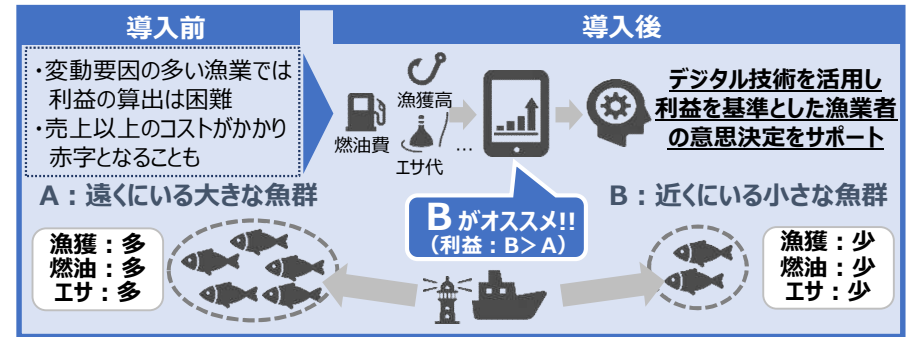 導入前
導入後
・変動要因の多い漁業では
利益の算出は困難
・売上以上のコストがかかり
赤字となることも
燃油費
漁獲高
エサ代
…
デジタル技術を活用し
利益を基準とした漁業者
の意思決定をサポート
A：遠くにいる大きな魚群
B：近くにいる小さな魚群
Bがオススメ!!
（利益：B＞A）
漁獲：多
燃油：多
エサ：多
漁獲：少
燃油：少
エサ：少